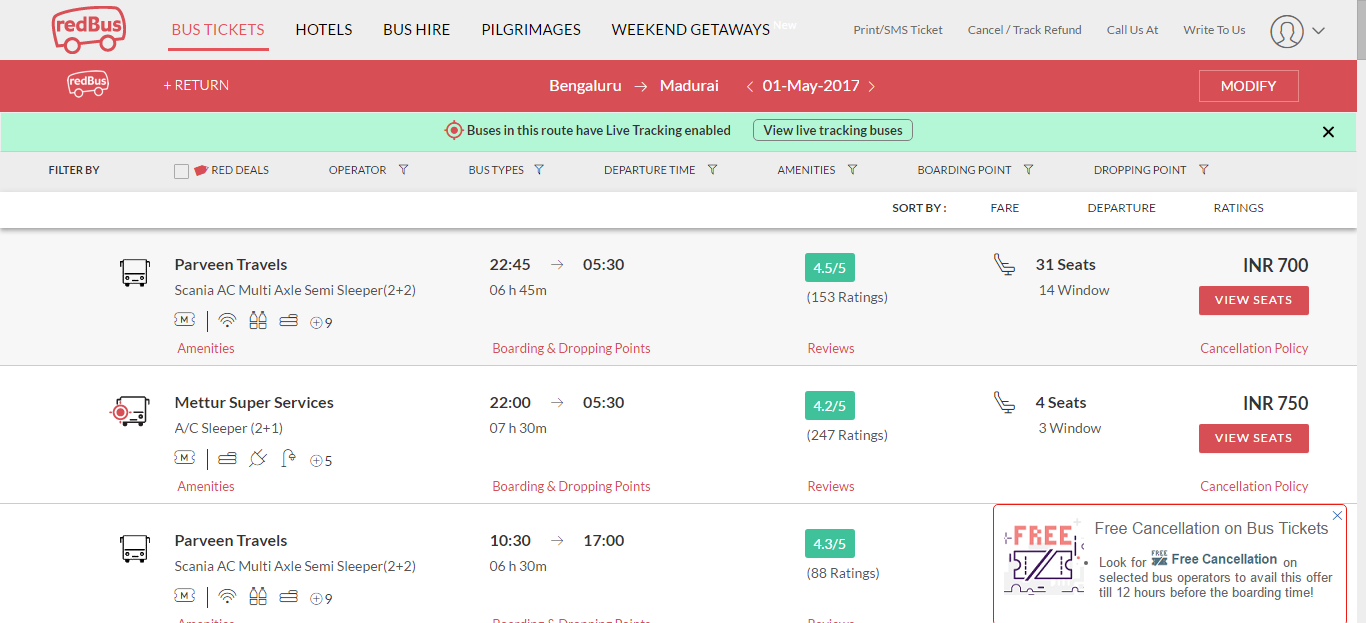 redBus
BUS TICKETS HOTELS BUS HIRE PILGRIMAGES WEEKEND GETAWAYS New Print/SMS Ticket Cancel / Track Refund Call Us At Write To Us
redBus + RETURN Bengaluru → Madurai < 01-May-2017 > MODIFY
Buses in this route have Live Tracking enabled View live tracking buses
FILTER BY RED DEALS OPERATOR BUS TYPES DEPARTURE TIME AMENITIES BOARDING POINT DROPPING POINT
SORT BY : FARE DEPARTURE RATINGS
Parveen Travels 22:45 → 05:30 4.5/5 31 Seats INR 700
Scania AC Multi Axle Semi Sleeper(2+2) 06 h 45m (153 Ratings) 14 Window VIEW SEATS
M +9
Amenities Boarding & Dropping Points Reviews Cancellation Policy
Mettur Super Services 22:00 → 05:30 4.2/5 4 Seats INR 750
A/C Sleeper (2+1) 07 h 30m (247 Ratings) 3 Window VIEW SEATS
M +5
Amenities Boarding & Dropping Points Reviews Cancellation Policy
Parveen Travels 10:30 → 17:00 4.3/5
Scania AC Multi Axle Semi Sleeper(2+2) 06 h 30m (88 Ratings)
M +9
Amenities Boarding & Dropping Points Reviews
FREE
Free Cancellation on Bus Tickets
Look for FREE Free Cancellation on
selected bus operators to avail this offer
till 12 hours before the boarding time!